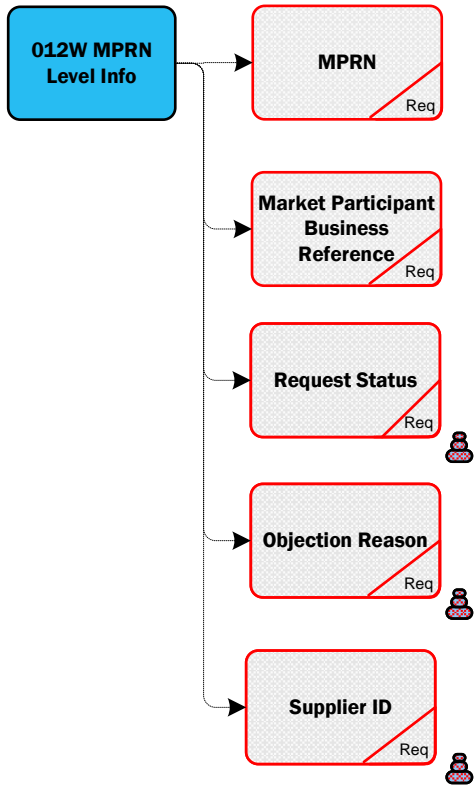 012W MPRN
Level Info
MPRN
Req
Market Participant
Business
Reference
Req
Request Status
Req
Objection Reason
Req
Supplier ID
Req